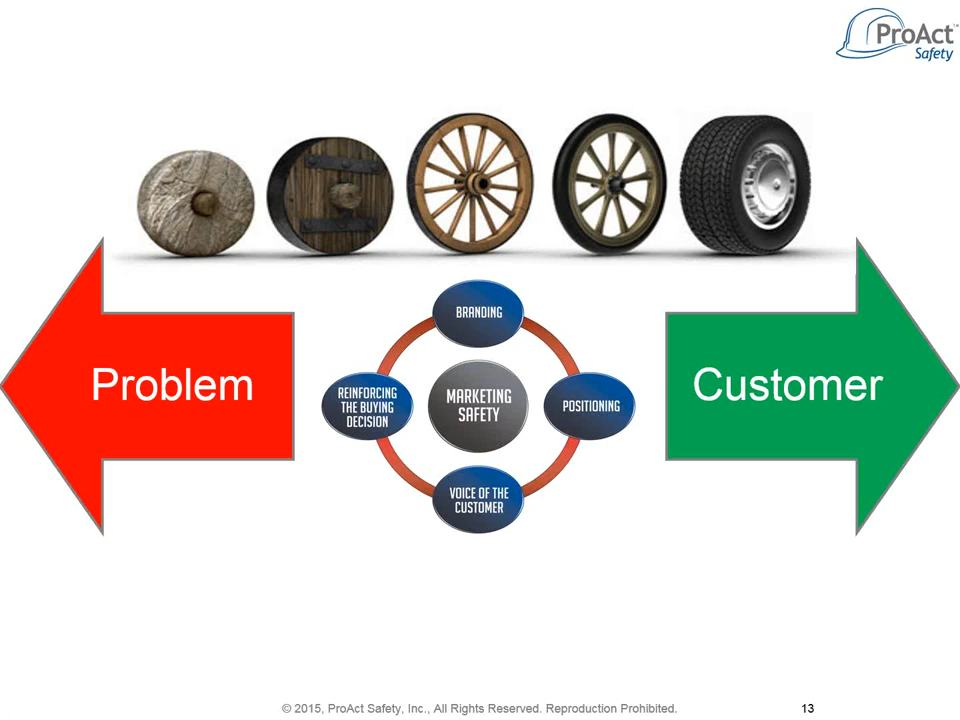 ProAct™
Safety
BRANDING
Problem
REINFORCING
THE BUYING
DECISION
MARKETING
SAFETY
POSITIONING
Customer
VOICE OF THE
CUSTOMER
© 2015, ProAct Safety, Inc., All Rights Reserved. Reproduction Prohibited.
13